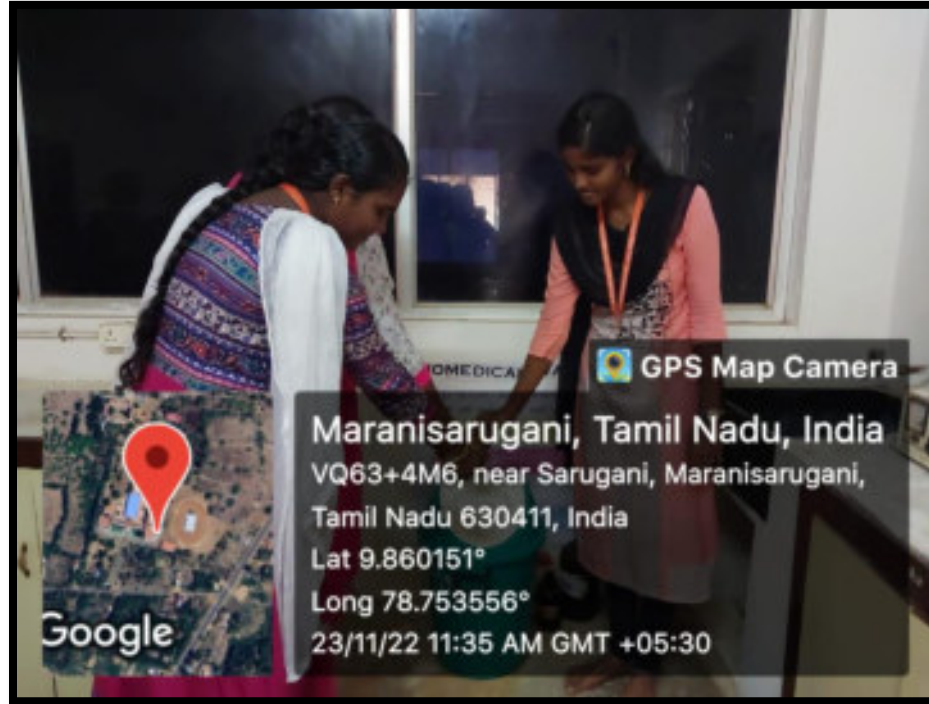 GPS Map Camera
Maranisarugani, Tamil Nadu, India
VQ63+4M6, near Sarugani, Maranisarugani,
Tamil Nadu 630411, India
Lat 9.860151°
Long 78.753556°
23/11/22 11:35 AM GMT +05:30
Google